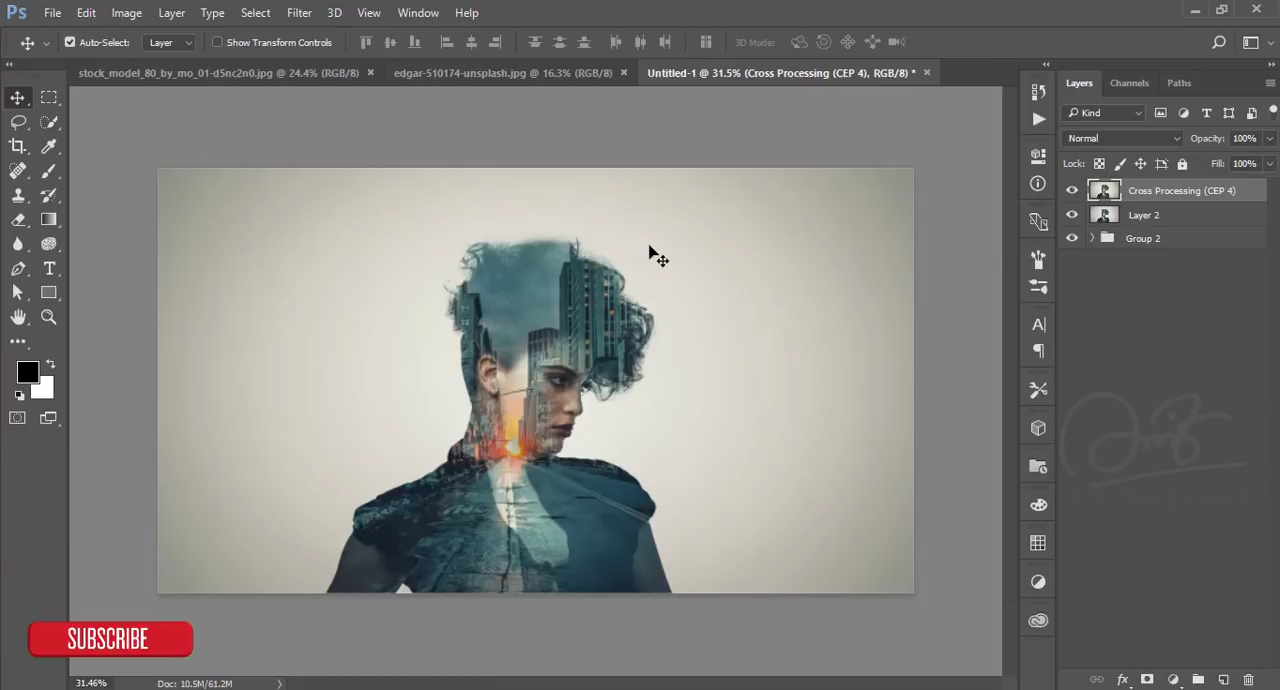 Ps File Edit Image Layer Type Select Filter 3D View Window Help
Auto-Select: Layer Show Transform Controls 3D Mode:
stock_model_80_by_mo_01-d5nc2n0.jpg @ 24.4% (RGB/8) × edgar-510174-unsplash.jpg @ 16.3% (RGB/8) × Untitled-1 @ 31.5% (Cross Processing (CEP 4), RGB/8) * ×
Layers Channels Paths
Kind
Normal Opacity: 100%
Lock: Fill: 100%
Cross Processing (CEP 4)
Layer 2
Group 2
SUBSCRIBE
31.46% Doc: 10.5M/61.2M